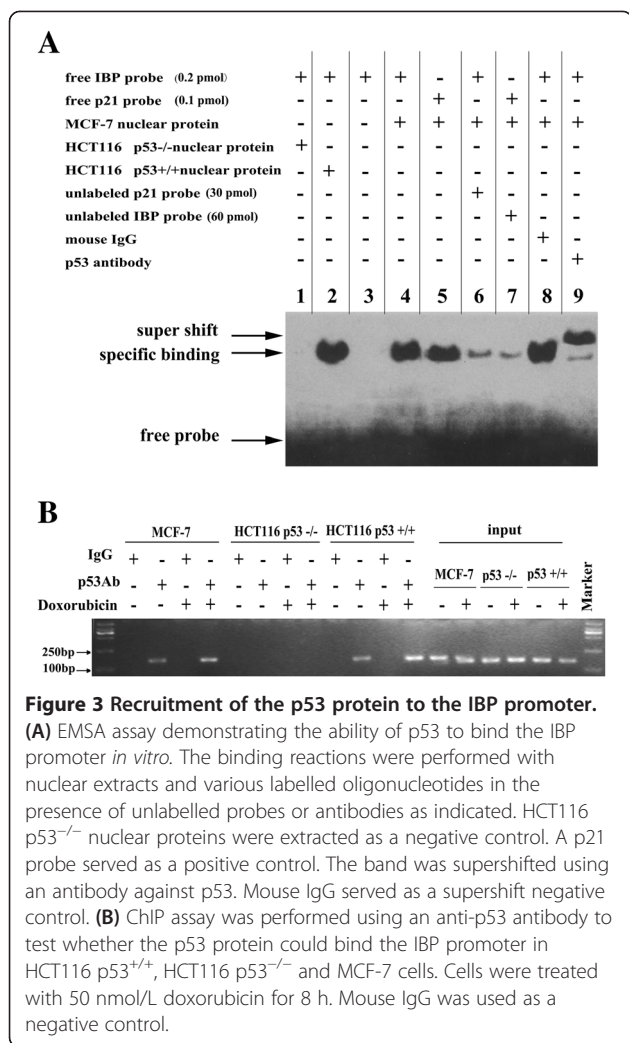 A
free IBP probe (0.2 pmol) + + + + - + - + +
free p21 probe (0.1 pmol) - - - - + - + - -
MCF-7 nuclear protein - - - + + + + + +
HCT116 p53-/-nuclear protein + - - - - - - - -
HCT116 p53+/+nuclear protein - + - - - - - - -
unlabeled p21 probe (30 pmol) - - - - - + - - -
unlabeled IBP probe (60 pmol) - - - - - - + - -
mouse IgG - - - - - - - + -
p53 antibody - - - - - - - - +
1 2 3 4 5 6 7 8 9
super shift
specific binding
free probe
B
MCF-7 HCT116 p53 -/- HCT116 p53 +/+ input
IgG + - + - + - + - + - + -
p53Ab - + - + - + - + - + - + MCF-7 p53 -/- p53 +/+ Marker
Doxorubicin - - + + - - + + - - + + - + - + - +
250bp
100bp
Figure 3 Recruitment of the p53 protein to the IBP promoter.
(A) EMSA assay demonstrating the ability of p53 to bind the IBP
promoter in vitro. The binding reactions were performed with
nuclear extracts and various labelled oligonucleotides in the
presence of unlabelled probes or antibodies as indicated. HCT116
p53−/− nuclear proteins were extracted as a negative control. A p21
probe served as a positive control. The band was supershifted using
an antibody against p53. Mouse IgG served as a supershift negative
control. (B) ChIP assay was performed using an anti-p53 antibody to
test whether the p53 protein could bind the IBP promoter in
HCT116 p53+/+, HCT116 p53−/− and MCF-7 cells. Cells were treated
with 50 nmol/L doxorubicin for 8 h. Mouse IgG was used as a
negative control.